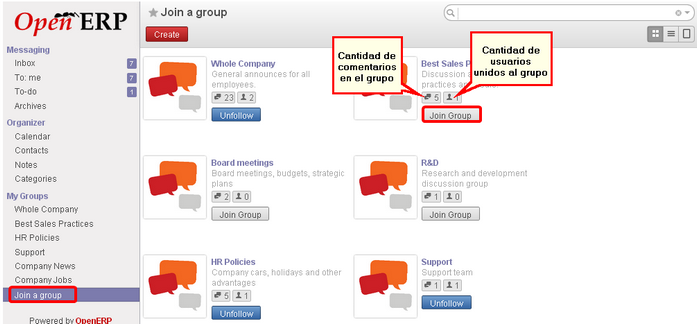 Open ERP
Messaging
Inbox 7
To: me 7
To-do 1
Archives
Organizer
Calendar
Contacts
Notes
Categories
My Groups
Whole Company
Best Sales Practices
HR Policies
Support
Company News
Company Jobs
Join a group
Powered by OpenERP
Join a group
Create
Cantidad de
comentarios
en el grupo
Cantidad de
usuarios
unidos al grupo
Whole Company
General announces for all
employees.
23 2
Unfollow
Best Sales P
Discussion
practices
5 1
Join Group
Board meetings
Board meetings, budgets, strategic
plans
2 0
Join Group
R&D
Research and development
discussion group
1 0
Join Group
HR Policies
Company cars, holidays and other
advantages
5 1
Unfollow
Support
Support team
1 1
Unfollow